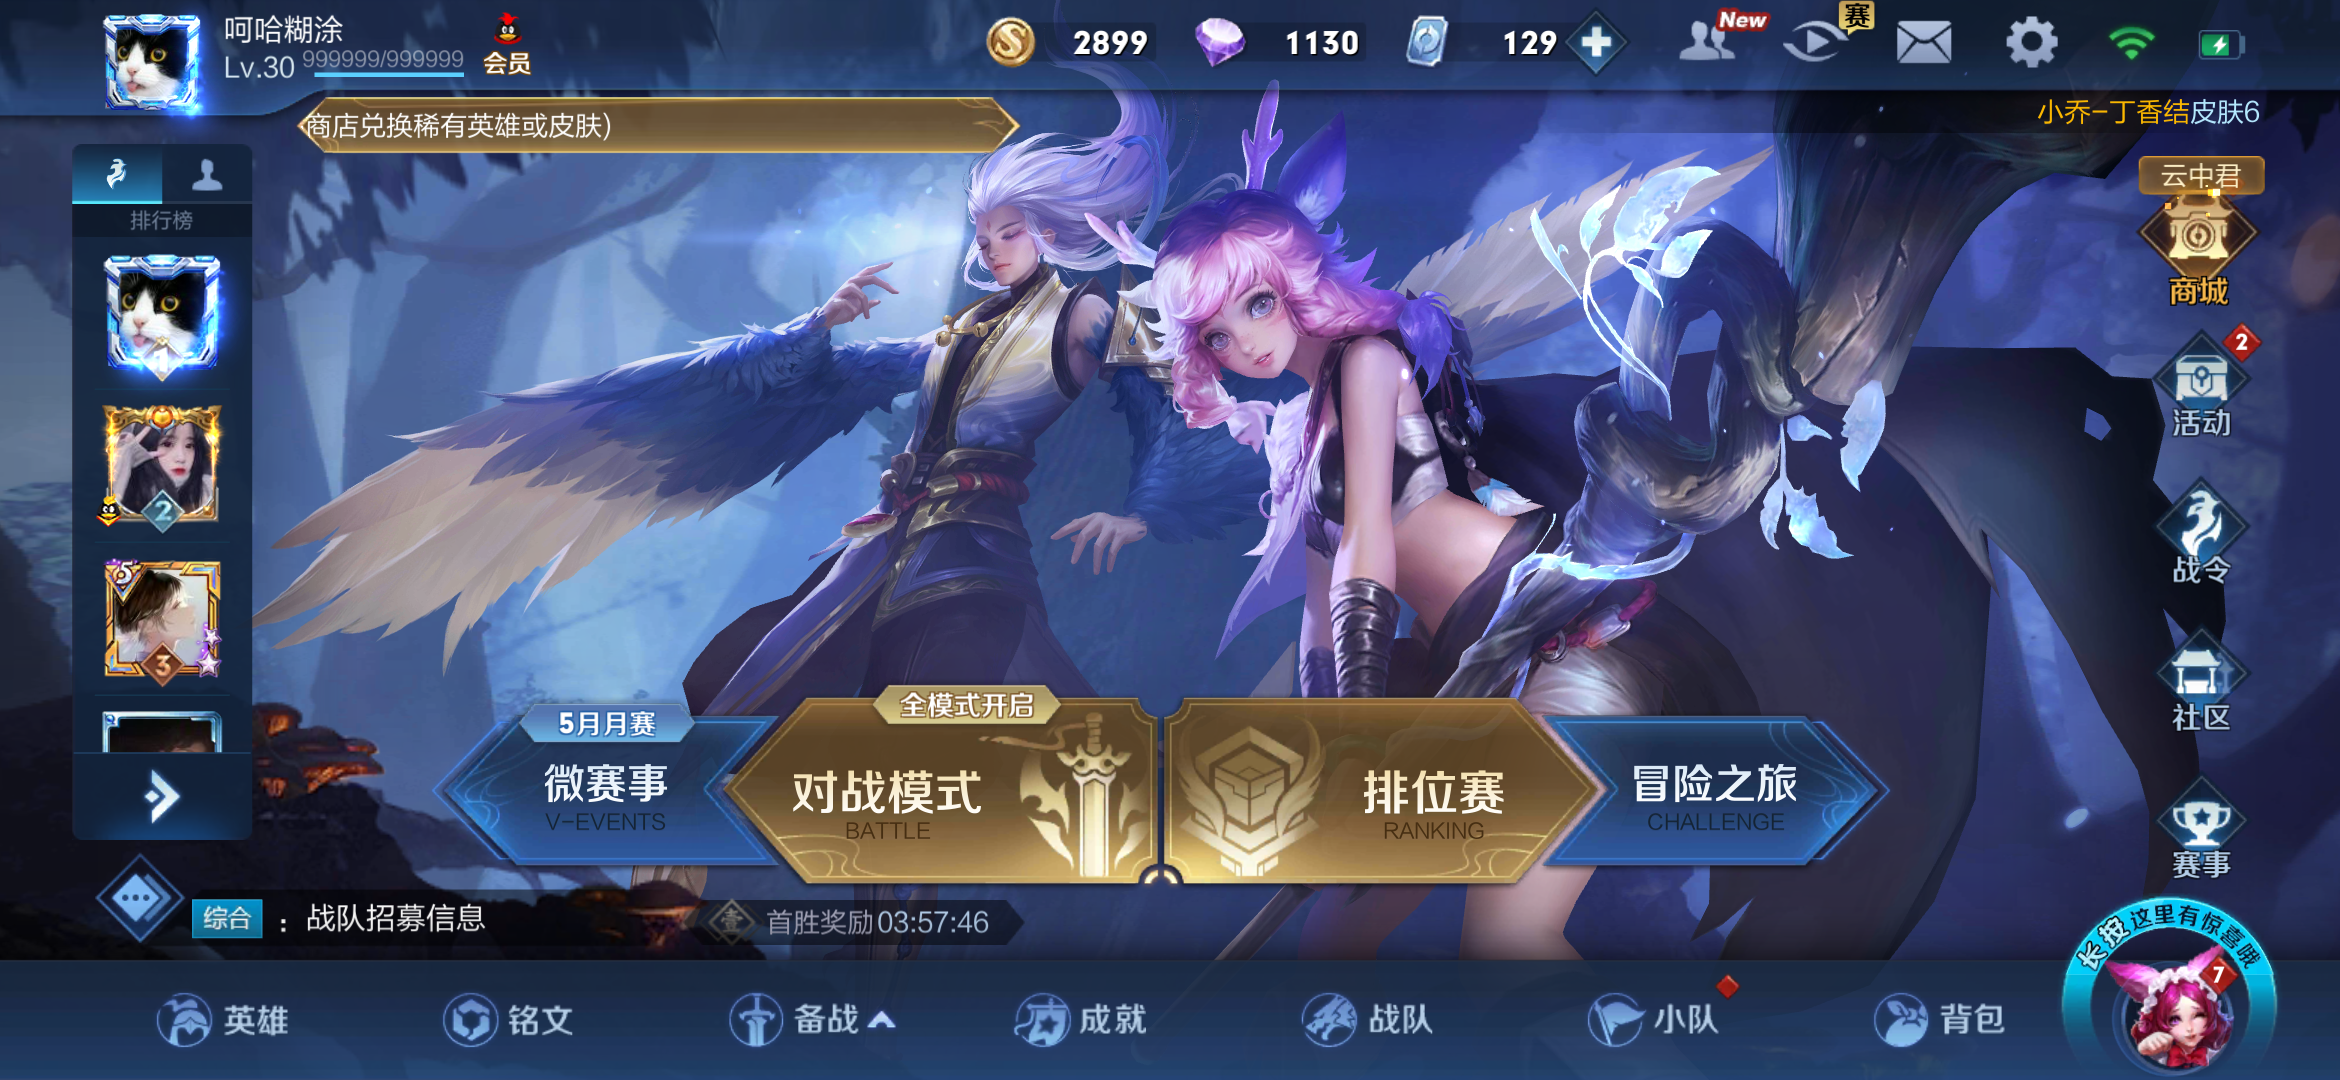 呵哈糊涂
Lv.30 999999/999999
会员
2899
1130
129
New
赛
商店兑换稀有英雄或皮肤)
小乔-丁香结皮肤6
云中君
商城
排行榜
1
2
5
3
2
活动
战令
社区
赛事
5月月赛
微赛事
V-EVENTS
全模式开启
对战模式
BATTLE
排位赛
RANKING
冒险之旅
CHALLENGE
综合 : 战队招募信息
壹 首胜奖励03:57:46
长按这里有惊喜哦
7
英雄
铭文
备战
成就
战队
小队
背包